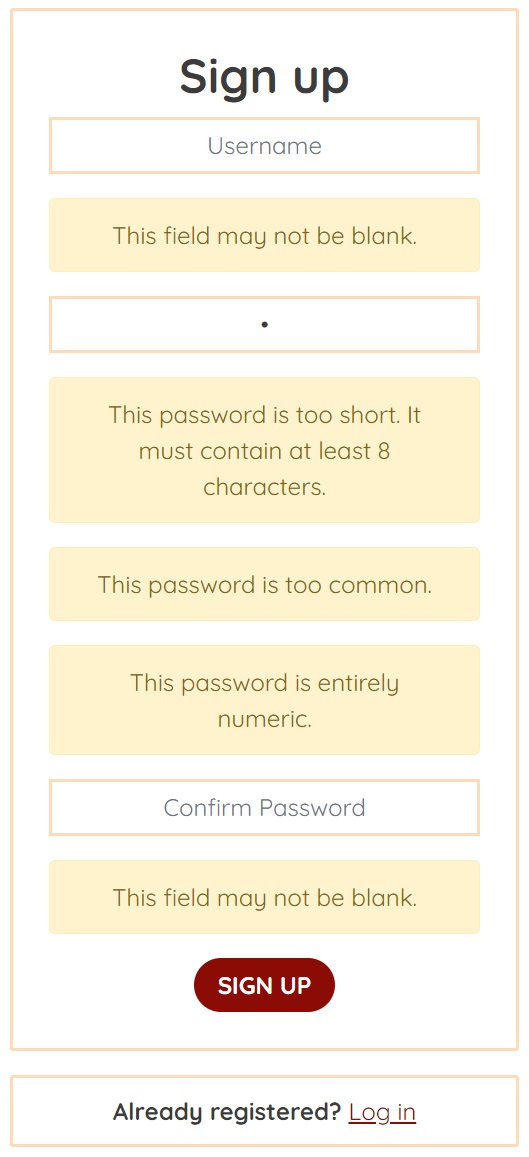 Sign up
Username
This field may not be blank.
•
This password is too short. It
must contain at least 8
characters.
This password is too common.
This password is entirely
numeric.
Confirm Password
This field may not be blank.
SIGN UP
Already registered? Log in